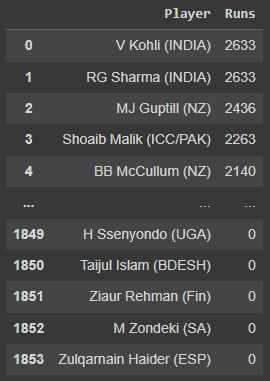 Player Runs
0 V Kohli (INDIA) 2633
1 RG Sharma (INDIA) 2633
2 MJ Guptill (NZ) 2436
3 Shoaib Malik (ICC/PAK) 2263
4 BB McCullum (NZ) 2140
... ... ...
1849 H Ssenyondo (UGA) 0
1850 Taijul Islam (BDESH) 0
1851 Ziaur Rehman (Fin) 0
1852 M Zondeki (SA) 0
1853 Zulqarnain Haider (ESP) 0